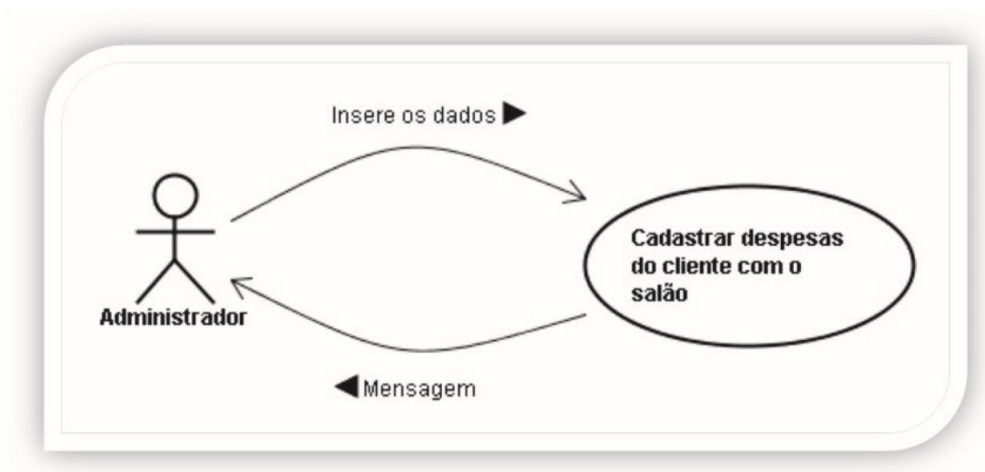 Insere os dados ▶
Cadastrar despesas
do cliente com o
salão
Administrador
◀ Mensagem